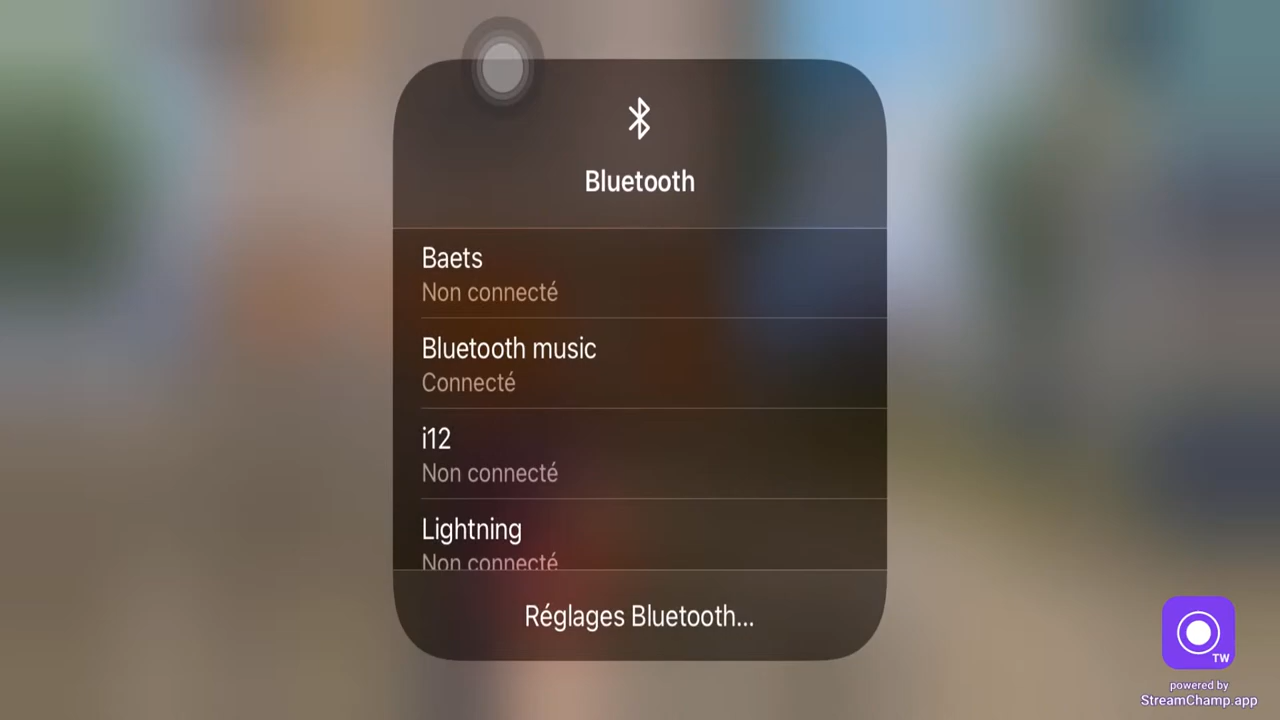 Bluetooth
Baets
Non connecté
Bluetooth music
Connecté
i12
Non connecté
Lightning
Non connecté
Réglages Bluetooth...
TW
powered by
StreamChamp.app